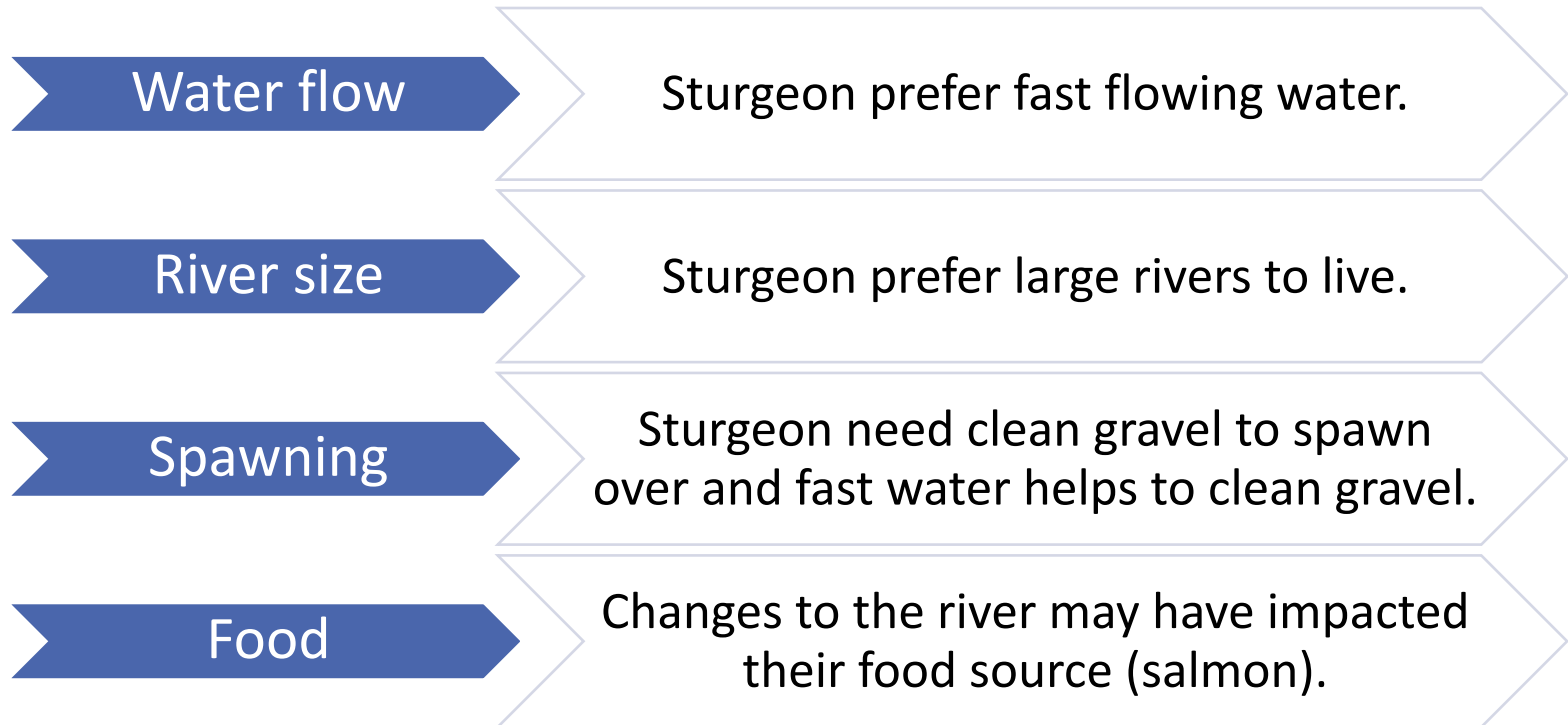 Water flow
Sturgeon prefer fast flowing water.
River size
Sturgeon prefer large rivers to live.
Spawning
Sturgeon need clean gravel to spawn
over and fast water helps to clean gravel.
Food
Changes to the river may have impacted
their food source (salmon).